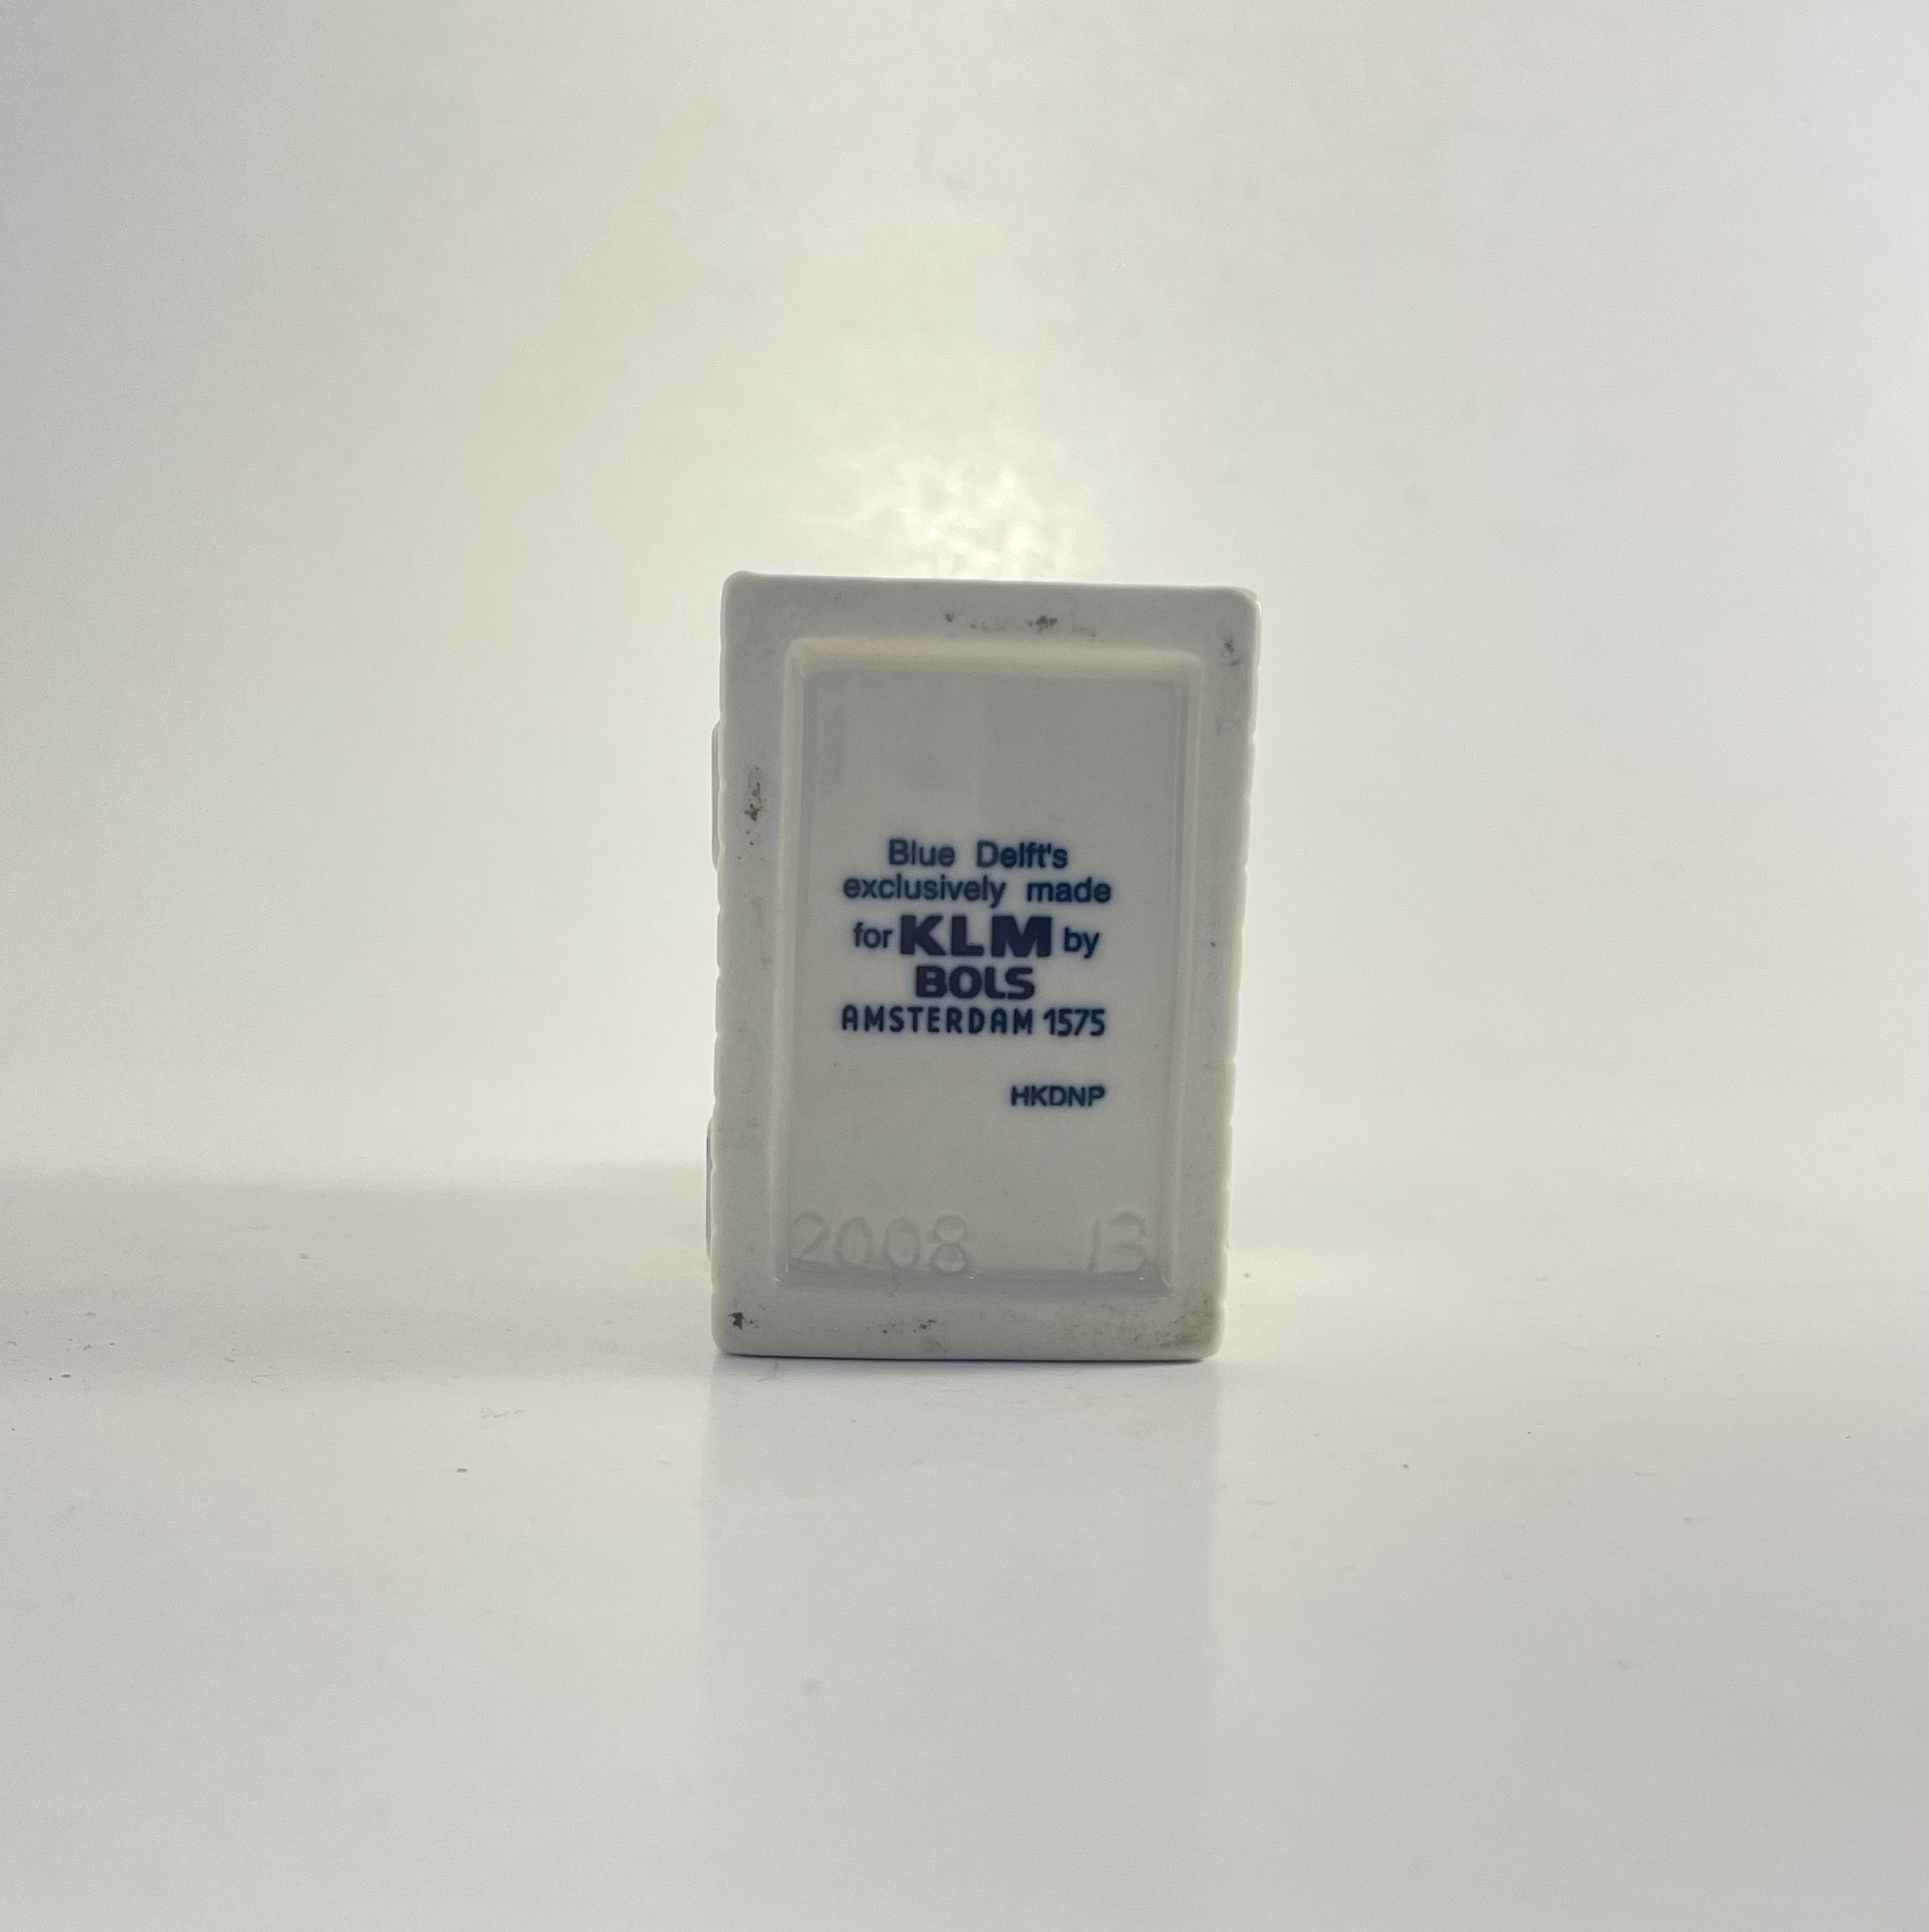 Blue Delft's
exclusively made
for KLM by
BOLS
AMSTERDAM 1575
HKDNP
2008 13